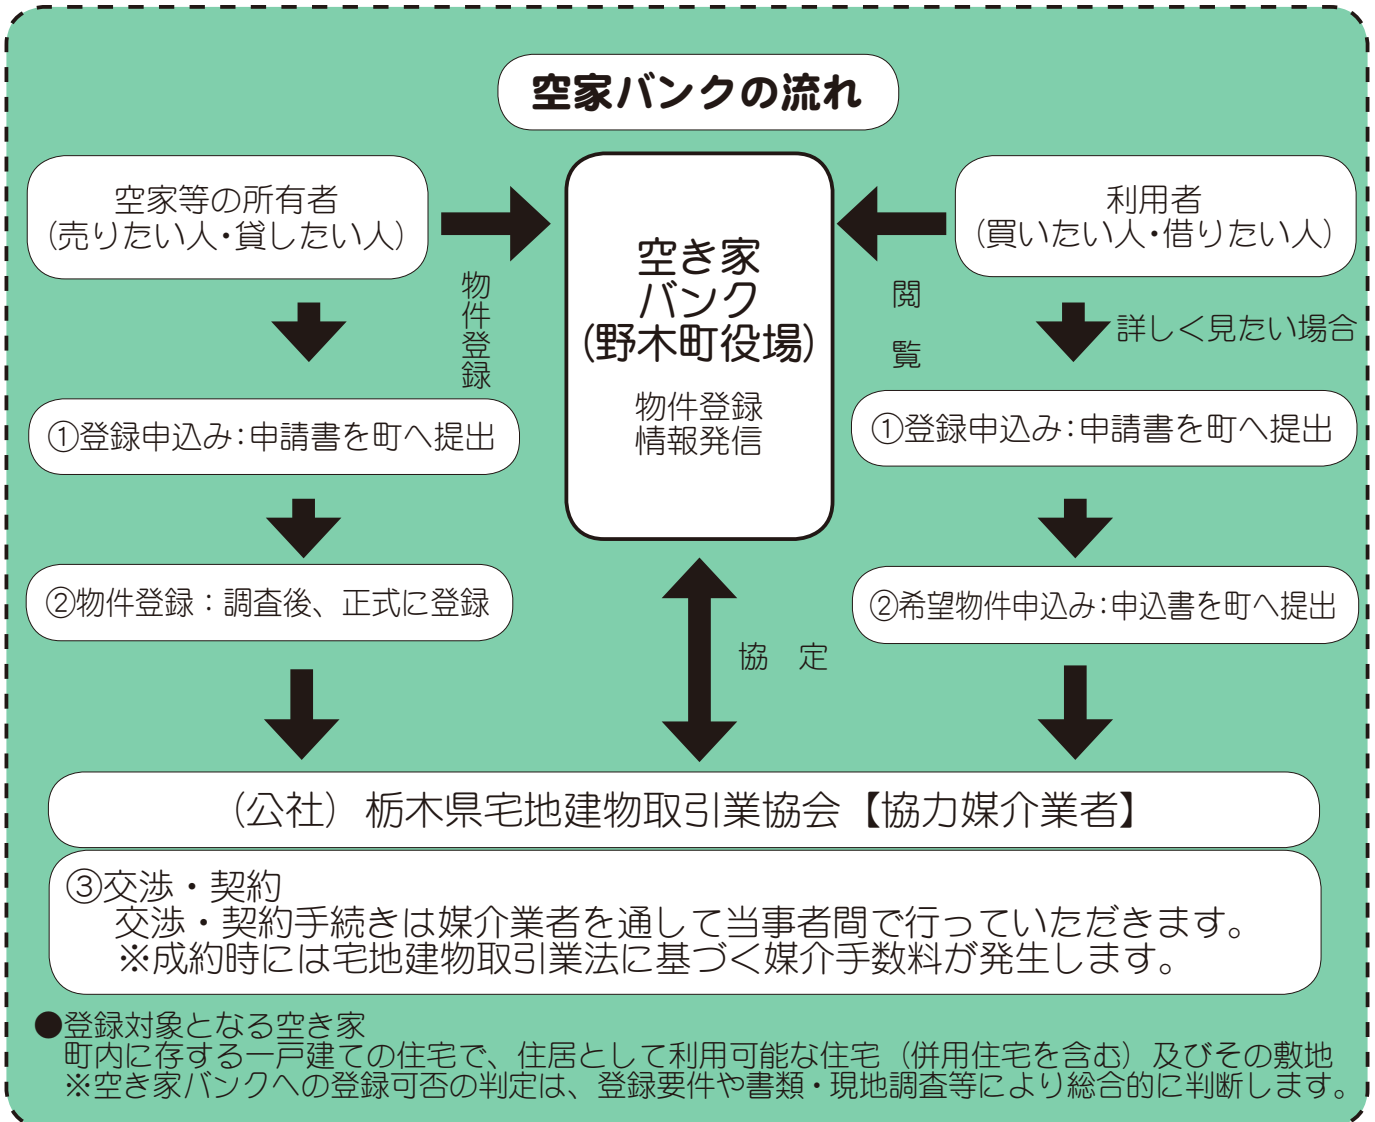 空家バンクの流れ
空家等の所有者
(売りたい人・貸したい人)
物件登録
空き家
バンク
(野木町役場)
物件登録
情報発信
利用者
(買いたい人・借りたい人)
閲覧
詳しく見たい場合
①登録申込み:申請書を町へ提出
②物件登録:調査後、正式に登録
①登録申込み:申請書を町へ提出
②希望物件申込み:申込書を町へ提出
協 定
(公社) 栃木県宅地建物取引業協会【協力媒介業者】
③交渉・契約
交渉・契約手続きは媒介業者を通して当事者間で行っていただきます。
※成約時には宅地建物取引業法に基づく媒介手数料が発生します。
●登録対象となる空き家
町内に存する一戸建ての住宅で、住居として利用可能な住宅(併用住宅を含む)及びその敷地
※空き家バンクへの登録可否の判定は、登録要件や書類・現地調査等により総合的に判断します。